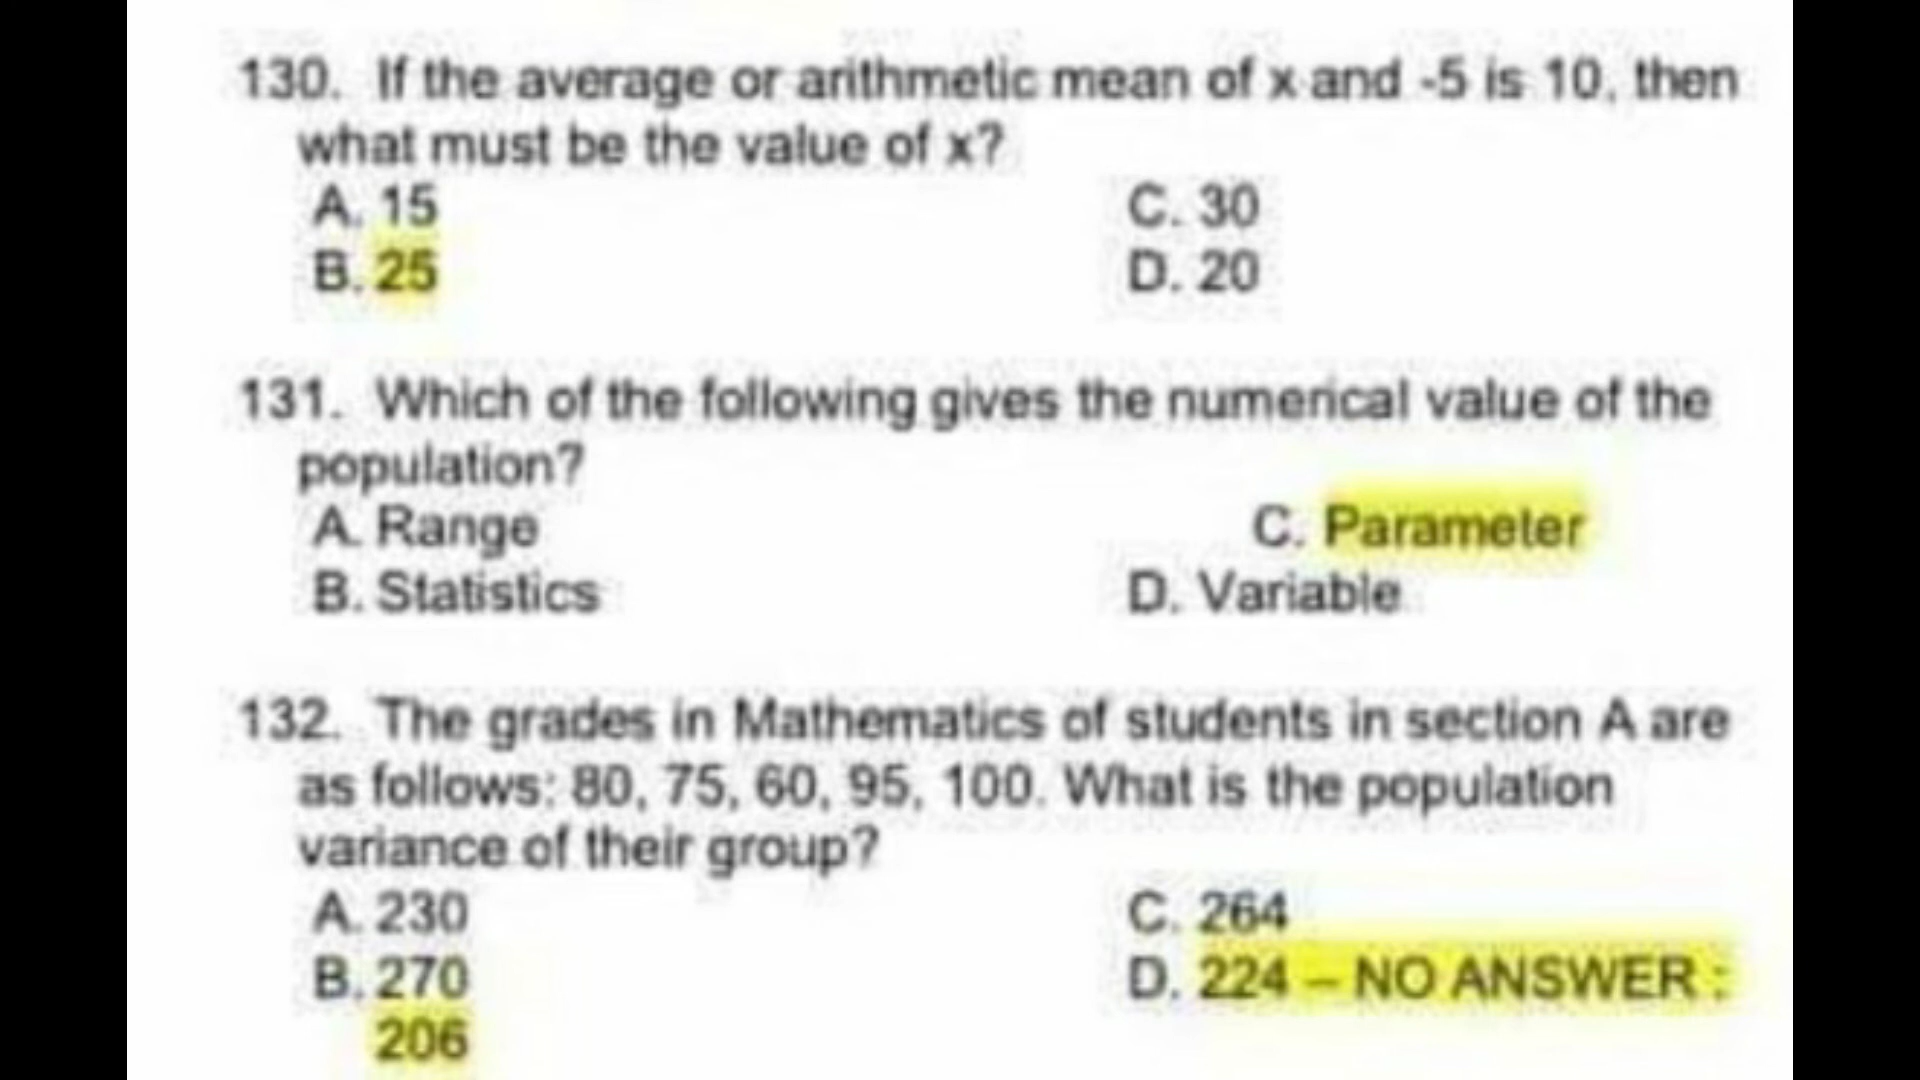 130. If the average or arithmetic mean of x and -5 is 10, then
what must be the value of x?
A. 15 C. 30
B. 25 D. 20
131. Which of the following gives the numerical value of the
population?
A. Range C. Parameter
B. Statistics D. Variable
132. The grades in Mathematics of students in section A are
as follows: 80, 75, 60, 95, 100. What is the population
variance of their group?
A. 230 C. 264
B. 270 D. 224 – NO ANSWER :
206